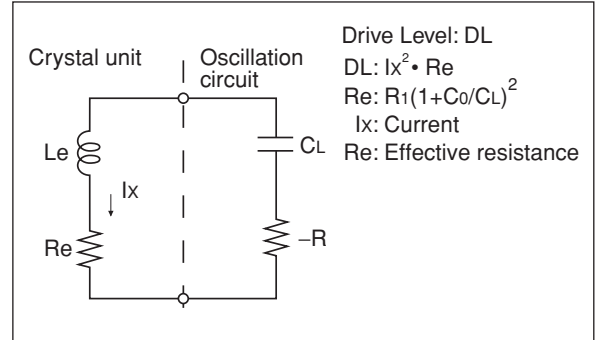 Crystal unit
Oscillation
circuit
Le
Ix
Re
CL
–R
Drive Level: DL
DL: Ix² • Re
Re: R1(1+C0/CL)²
Ix: Current
Re: Effective resistance